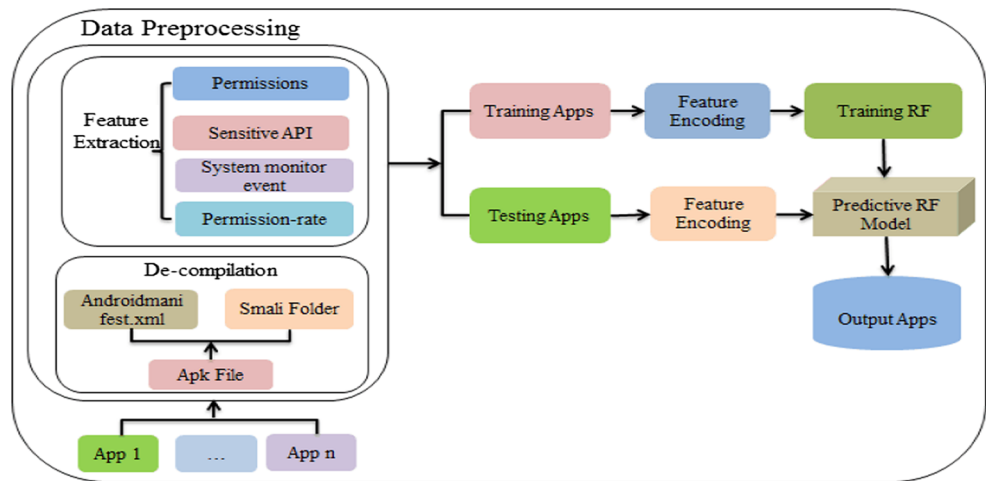 Data Preprocessing
Feature
Extraction
Permissions
Sensitive API
System monitor
event
Permission-rate
De-compilation
Androidmani
fest.xml
Smali Folder
Apk File
App 1
...
App n
Training Apps
Feature
Encoding
Training RF
Testing Apps
Feature
Encoding
Predictive RF
Model
Output Apps